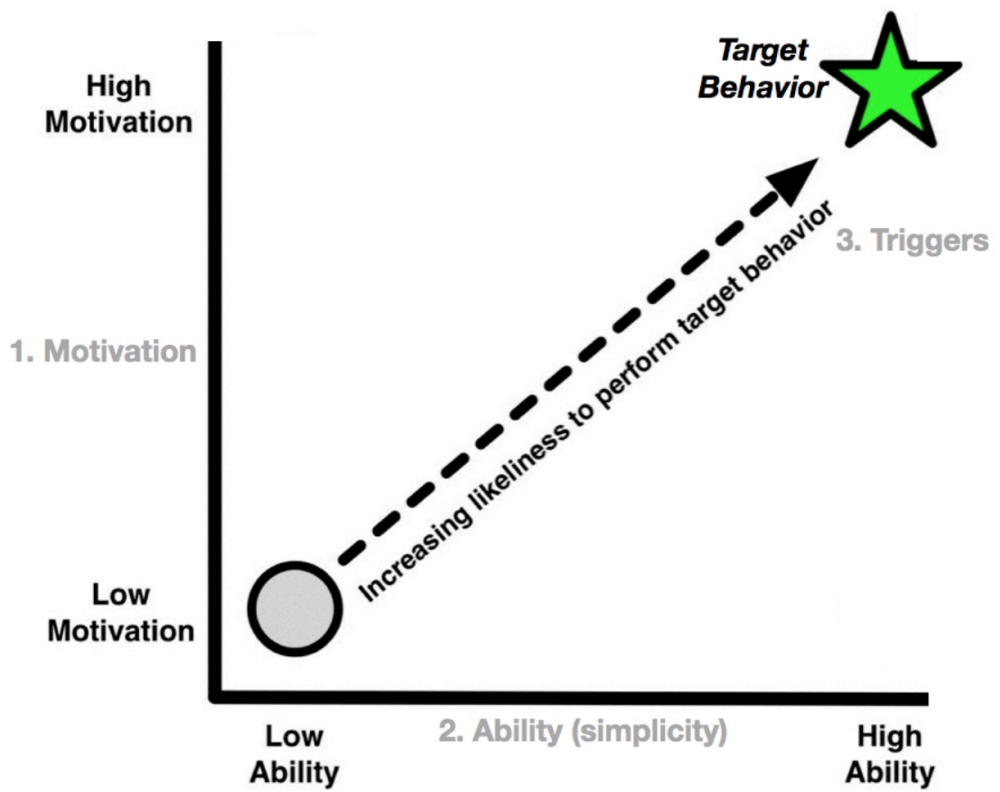 Target
Behavior
High
Motivation
3. Triggers
1. Motivation
Increasing likeliness to perform target behavior
Low
Motivation
2. Ability (simplicity)
Low
Ability
High
Ability